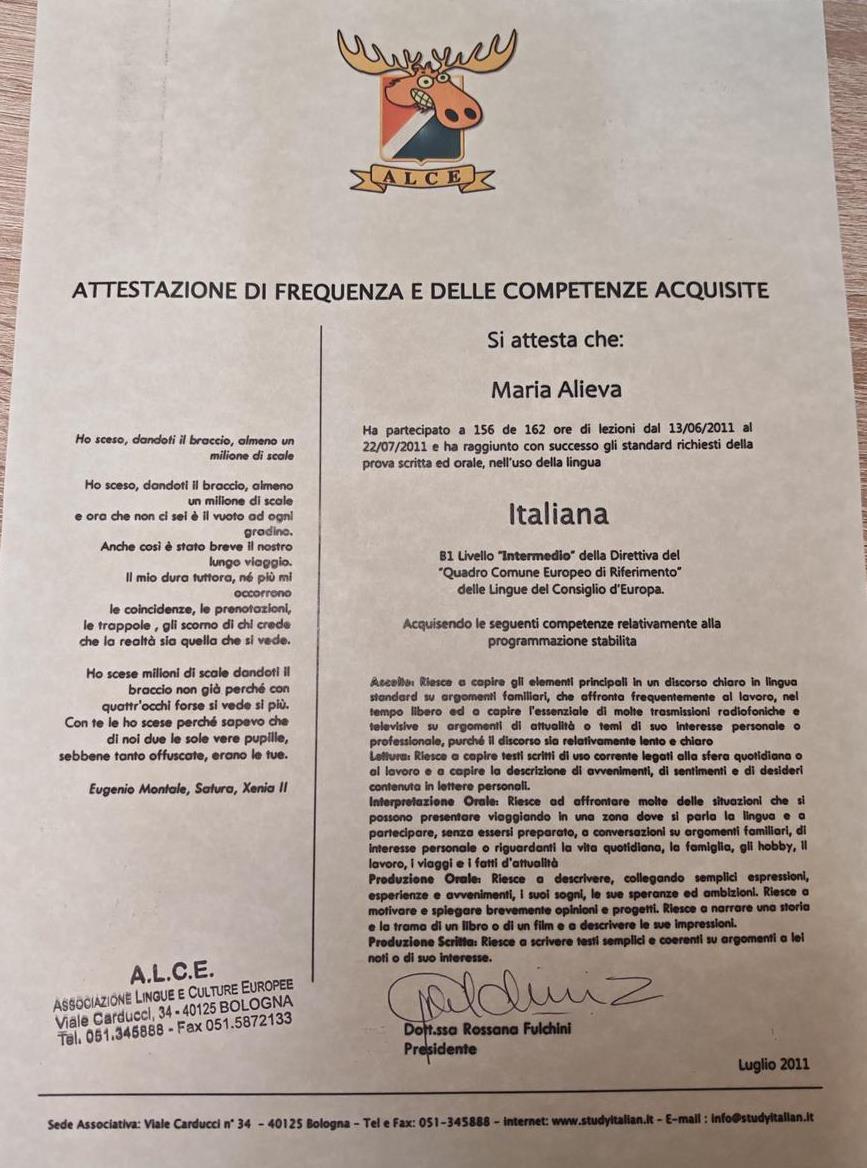 ALCE
ATTESTAZIONE DI FREQUENZA E DELLE COMPETENZE ACQUISITE
Ho sceso, dandoti il braccio, almeno un
milione di scale
Ho sceso, dandoti il braccio, almeno
un milione di scale
e ora che non ci sei è il vuoto ad ogni
gradino.
Anche così è stato breve il nostro
lungo viaggio.
Il mio dura tuttora, né più mi
occorrono
le coincidenze, le prenotazioni,
le trappole , gli scorno di chi crede
che la realtà sia quella che si vede.
Ho scese milioni di scale dandoti il
braccio non già perché con
quattr'occhi forse si vede si più.
Con te le ho scese perché sapevo che
di noi due le sole vere pupille,
sebbene tanto offuscate, erano le tue.
Eugenio Montale, Satura, Xenia II
Si attesta che:
Maria Alieva
Ha partecipato a 156 de 162 ore di lezioni dal 13/06/2011 al
22/07/2011 e ha raggiunto con successo gli standard richiesti della
prova scritta ed orale, nell'uso della lingua
Italiana
B1 Livello "Intermedio" della Direttiva del
"Quadro Comune Europeo di Riferimento"
delle Lingue del Consiglio d'Europa.
Acquisendo le seguenti competenze relativamente alla
programmazione stabilita
Ascolto: Riesce a capire gli elementi principali in un discorso chiaro in lingua
standard su argomenti familiari, che affronta frequentemente al lavoro, nel
tempo libero ed a capire l'essenziale di molte trasmissioni radiofoniche e
televisive su argomenti di attualità o temi di suo interesse personale o
professionale, purché il discorso sia relativamente lento e chiaro
Lettura: Riesce a capire testi scritti di uso corrente legati alla sfera quotidiana o
al lavoro e a capire la descrizione di avvenimenti, di sentimenti e di desideri
contenuta in lettere personali.
Interpretazione Orale: Riesce ad affrontare molte delle situazioni che si
possono presentare viaggiando in una zona dove si parla la lingua e a
partecipare, senza essersi preparato, a conversazioni su argomenti familiari, di
interesse personale o riguardanti la vita quotidiana, la famiglia, gli hobby, il
lavoro, i viaggi e i fatti d'attualità
Produzione Orale: Riesce a descrivere, collegando semplici espressioni,
esperienze e avvenimenti, i suoi sogni, le sue speranze ed ambizioni. Riesce a
motivare e spiegare brevemente opinioni e progetti. Riesce a narrare una storia
e la trama di un libro o di un film e a descrivere le sue impressioni.
Produzione Scritta: Riesce a scrivere testi semplici e coerenti su argomenti a lei
noti o di suo interesse.
A.L.C.E.
ASSOCIAZIONE LINGUE E CULTURE EUROPEE
Viale Carducci, 34 - 40125 BOLOGNA
Tel. 051.345888 - Fax 051.5872133
Dott.ssa Rossana Fulchini
Presidente
Luglio 2011
Sede Associativa: Viale Carducci n° 34 - 40125 Bologna - Tel e Fax: 051-345888 - Internet: www.studyitalian.it - E-mail : info@studyitalian.it